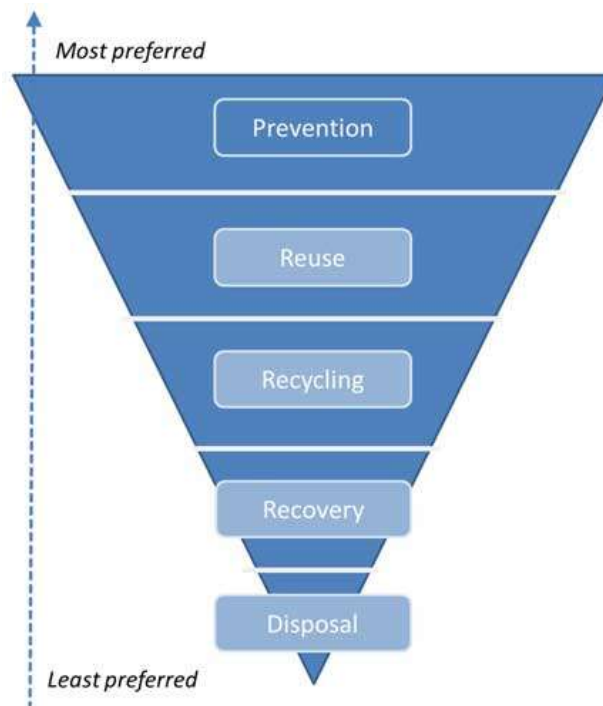 Most preferred
Prevention
Reuse
Recycling
Recovery
Disposal
Least preferred